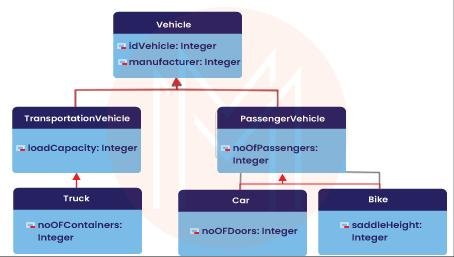 Vehicle
idVehicle: Integer
manufacturer: Integer
TransportationVehicle
loadCapacity: Integer
PassengerVehicle
noOfPassengers:
Integer
Truck
noOFContainers:
Integer
Car
noOFDoors: Integer
Bike
saddleHeight:
Integer